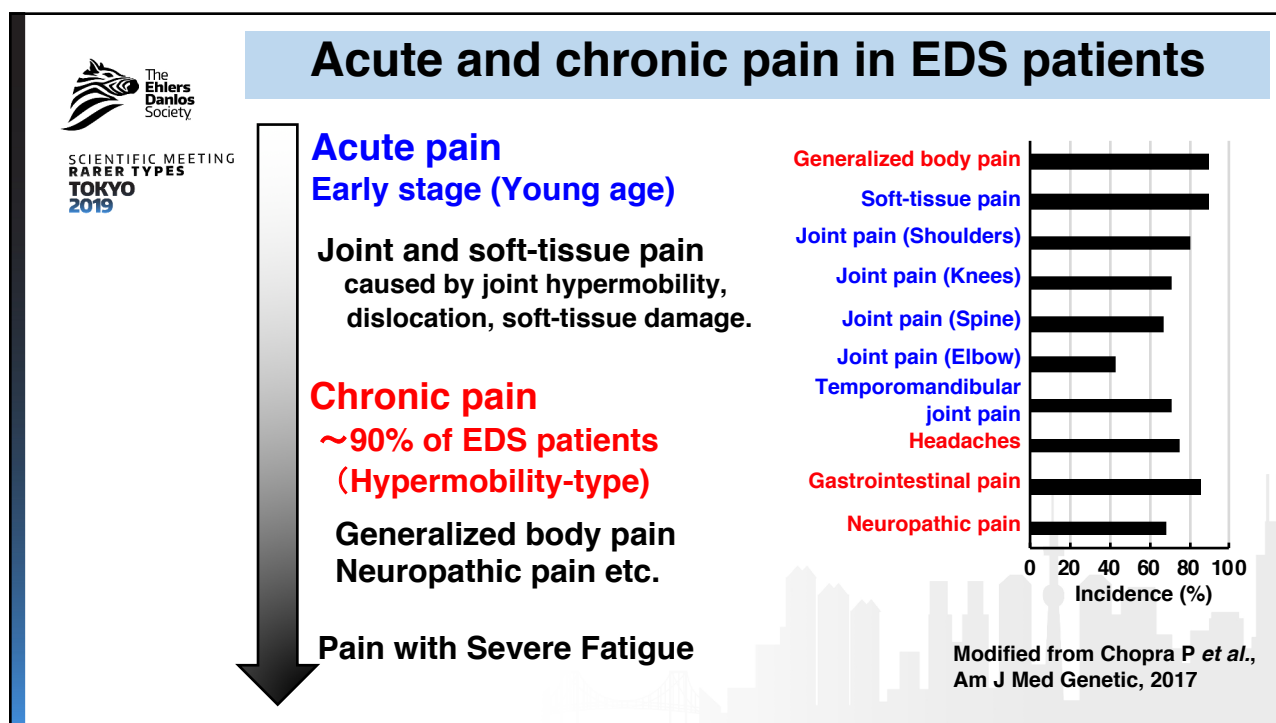 Acute and chronic pain in EDS patients
The
Ehlers
Danlos
Society
SCIENTIFIC MEETING
RARER TYPES
TOKYO
2019
Acute pain
Early stage (Young age)
Joint and soft-tissue pain
caused by joint hypermobility,
dislocation, soft-tissue damage.
Chronic pain
～90% of EDS patients
（Hypermobility-type)
Generalized body pain
Neuropathic pain etc.
Pain with Severe Fatigue
Generalized body pain
Soft-tissue pain
Joint pain (Shoulders)
Joint pain (Knees)
Joint pain (Spine)
Joint pain (Elbow)
Temporomandibular
joint pain
Headaches
Gastrointestinal pain
Neuropathic pain
0 20 40 60 80 100
Incidence (%)
Modified from Chopra P et al.,
Am J Med Genetic, 2017